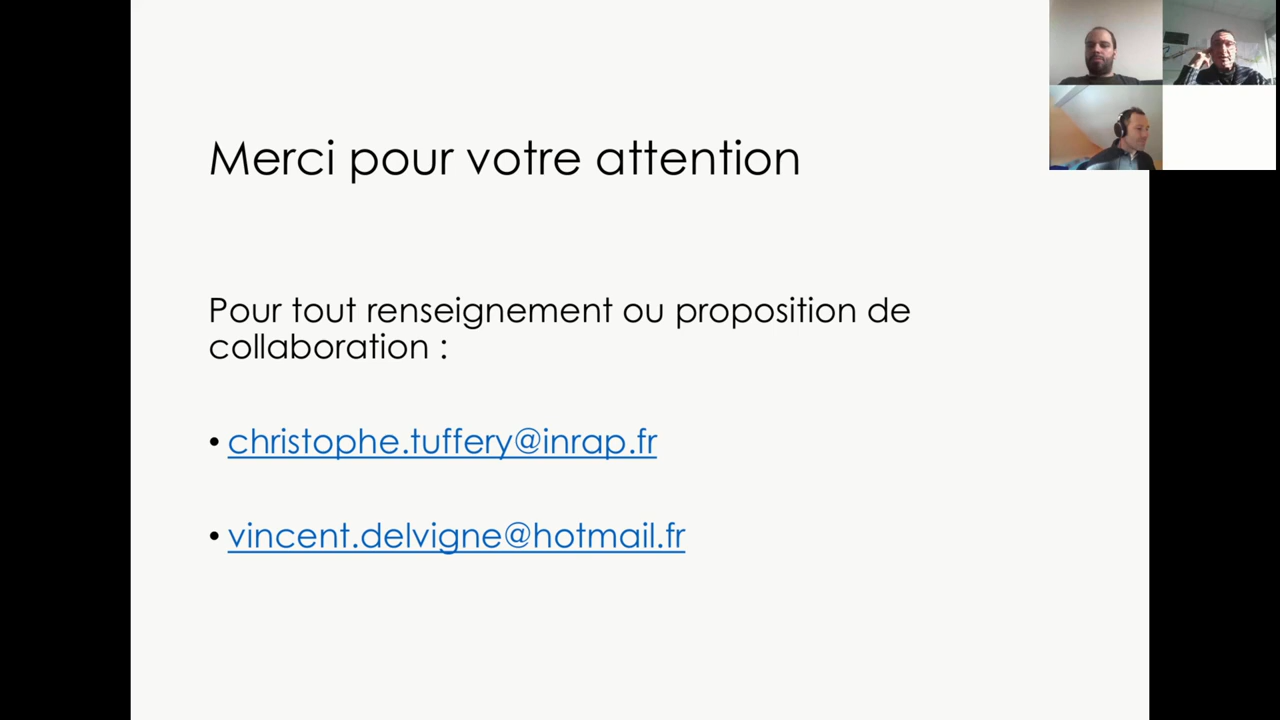 Merci pour votre attention
Pour tout renseignement ou proposition de
collaboration :
• christophe.tuffery@inrap.fr
• vincent.delvigne@hotmail.fr